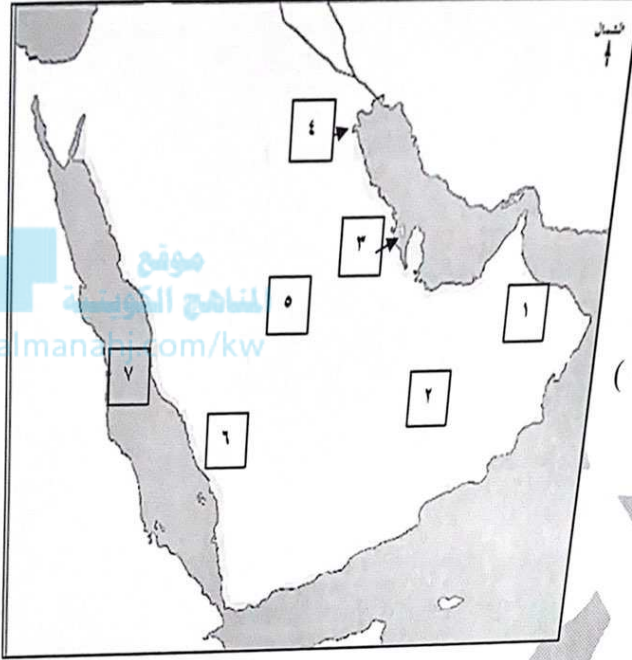 الشمال
٤
٣
٥
١
٢
٧
٦
)
موقع
المناهج الكويتية
almanahj.com/kw